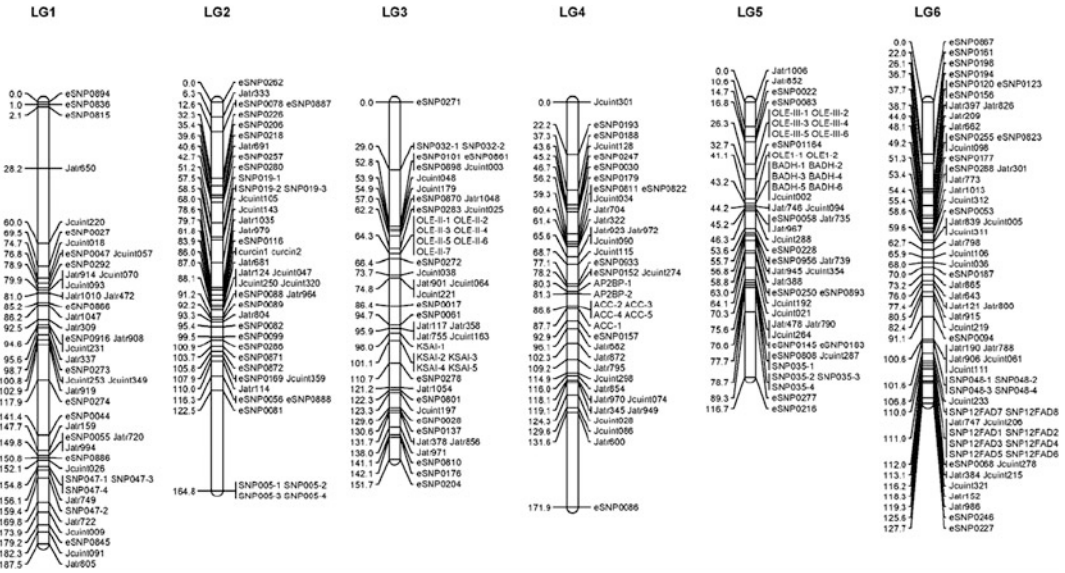 LG1
0.0 eSNP0894
1.0 eSNP0836
2.1 eSNP0815
28.2 Jatr650
60.0 Jcuint220
69.5 eSNP0027
74.7 Jcuint018
76.8 eSNP0047 Jcuint057
78.9 eSNP0292
79.9 Jatr914 Jcuint070
Jcuint093
81.0 Jatr1010 Jatr472
85.2 eSNP0866
86.2 Jatr1047
92.5 Jatr309
94.6 eSNP0916 Jatr908
Jcuint231
95.6 Jatr337
98.7 eSNP0273
100.8 Jcuint253 Jcuint349
102.9 Jatr919
117.9 eSNP0274
141.4 eSNP0044
147.7 Jatr159
149.8 eSNP0055 Jatr720
Jatr994
150.8 eSNP0886
152.1 Jcuint026
154.8 SNP047-1 SNP047-3
SNP047-4
156.1 Jatr749
159.4 SNP047-2
169.8 Jatr722
173.9 Jcuint009
179.2 eSNP0845
182.3 Jcuint091
187.5 Jatr805
LG2
0.0 eSNP0262
6.3 Jatr333
12.6 eSNP0078 eSNP0887
32.3 eSNP0226
35.4 eSNP0206
39.6 eSNP0218
40.6 Jatr691
42.7 eSNP0257
51.2 eSNP0280
57.5 SNP019-1
58.5 SNP019-2 SNP019-3
68.0 Jcuint105
78.6 Jcuint143
79.7 Jatr1035
81.8 Jatr979
83.9 eSNP0116
86.0 curcin1 curcin2
87.0 Jatr681
88.1 Jatr124 Jcuint047
Jcuint250 Jcuint320
91.2 eSNP0088 Jatr964
92.2 eSNP0089
93.3 Jatr804
95.4 eSNP0082
99.5 eSNP0099
100.9 eSNP0286
103.7 eSNP0871
105.8 eSNP0872
107.9 eSNP0169 Jcuint359
110.0 Jatr114
116.3 eSNP0056 eSNP0888
122.5 eSNP0081
164.8 SNP005-1 SNP005-2
SNP005-3 SNP005-4
LG3
0.0 eSNP0271
29.0 SNP032-1 SNP032-2
52.8 eSNP0101 eSNP0861
eSNP0898 Jcuint003
53.9 Jcuint048
54.9 Jcuint179
57.0 eSNP0870 Jatr1048
62.2 eSNP0283 Jcuint025
64.3 OLE-II-1 OLE-II-2
OLE-II-3 OLE-II-4
OLE-II-5 OLE-II-6
OLE-II-7
66.4 eSNP0272
73.7 Jcuint038
74.8 Jatr901 Jcuint064
Jcuint221
86.4 eSNP0017
94.7 eSNP0061
95.9 Jatr117 Jatr358
Jatr755 Jcuint163
98.0 KSAI-1
101.1 KSAI-2 KSAI-3
KSAI-4 KSAI-5
110.7 eSNP0278
121.2 Jatr1054
122.3 eSNP0801
123.3 Jcuint197
129.0 eSNP0028
130.6 eSNP0137
131.7 Jatr378 Jatr856
138.0 Jatr971
141.1 eSNP0810
142.1 eSNP0176
151.7 eSNP0204
LG4
0.0 Jcuint301
22.2 eSNP0193
37.3 eSNP0188
43.6 Jcuint128
45.2 eSNP0247
46.7 eSNP0030
56.2 eSNP0179
59.3 eSNP0811 eSNP0822
Jcuint034
60.4 Jatr704
61.4 Jatr322
65.6 Jatr923 Jatr972
Jcuint090
68.7 Jcuint115
77.1 eSNP0933
78.2 eSNP0152 Jcuint274
80.3 AP2BP-1
81.3 AP2BP-2
86.6 ACC-2 ACC-3
ACC-4 ACC-5
87.7 ACC-1
92.9 eSNP0157
96.1 Jatr682
102.3 Jatr872
109.2 Jatr795
114.9 Jcuint298
116.0 Jatr854
118.1 Jatr970 Jcuint074
119.1 Jatr345 Jatr949
124.3 Jcuint028
129.6 Jcuint086
131.6 Jatr600
171.9 eSNP0086
LG5
0.0 Jatr1006
10.6 Jatr852
14.7 eSNP0022
16.8 eSNP0083
26.3 OLE-III-1 OLE-III-2
OLE-III-3 OLE-III-4
OLE-III-5 OLE-III-6
32.7 eSNP01164
41.1 OLE1-1 OLE1-2
43.2 BADH-1 BADH-2
BADH-3 BADH-4
BADH-5 BADH-6
Jcuint002
44.2 Jatr746 Jcuint094
45.2 eSNP0058 Jatr735
Jatr967
46.3 Jcuint288
53.6 eSNP0228
55.7 eSNP0956 Jatr739
56.8 Jatr945 Jcuint354
58.8 Jatr388
63.0 eSNP0250 eSNP0893
64.1 Jcuint192
70.3 Jcuint021
75.6 Jatr478 Jatr790
Jcuint264
76.6 eSNP0145 eSNP0183
77.7 eSNP0808 Jcuint287
SNP035-1
78.7 SNP035-2 SNP035-3
SNP035-4
89.3 eSNP0277
116.7 eSNP0216
LG6
0.0 eSNP0867
22.0 eSNP0161
26.1 eSNP0198
36.7 eSNP0194
37.7 eSNP0120 eSNP0123
eSNP0156
38.7 Jatr397 Jatr826
44.0 Jatr209
48.1 Jatr662
51.3 eSNP0255 eSNP0823
Jcuint098
53.4 eSNP0177
54.4 eSNP0288 Jatr301
Jatr773
55.4 Jatr1013
58.6 Jcuint312
59.6 eSNP0053
Jatr839 Jcuint005
Jcuint311
62.7 Jatr798
65.9 Jcuint106
68.0 Jcuint036
70.0 eSNP0187
73.2 Jatr865
76.0 Jatr643
77.4 Jatr121 Jatr800
80.5 Jatr915
82.4 Jcuint219
91.1 eSNP0094
100.6 Jatr190 Jatr788
Jatr906 Jcuint061
Jcuint111
101.6 SNP048-1 SNP048-2
SNP048-3 SNP048-4
106.8 Jcuint233
110.0 SNP12FAD7 SNP12FAD8
Jatr747 Jcuint206
111.0 SNP12FAD1 SNP12FAD2
SNP12FAD3 SNP12FAD4
SNP12FAD5 SNP12FAD6
112.0 eSNP0068 Jcuint278
113.1 Jatr384 Jcuint215
116.2 Jcuint321
118.3 Jatr152
119.3 Jatr986
125.6 eSNP0246
127.7 eSNP0227